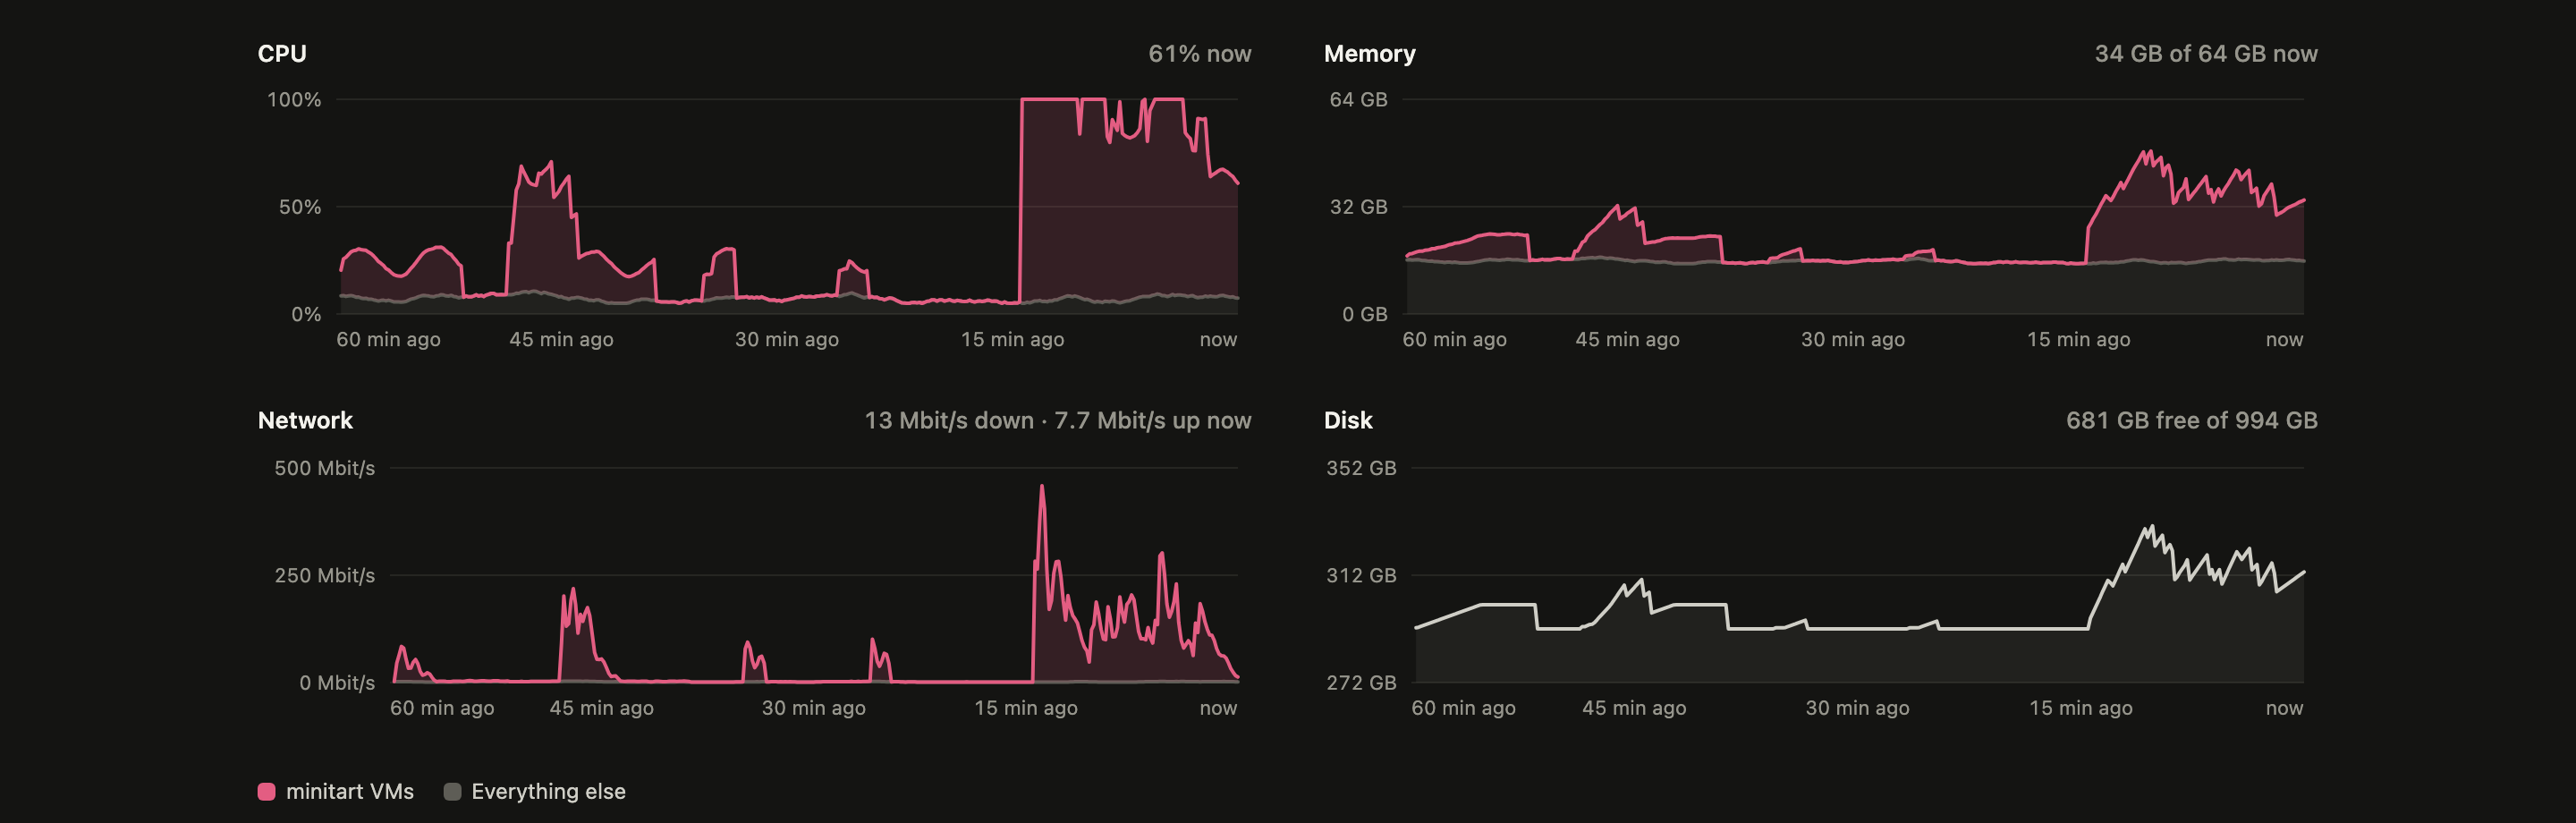 CPU
61% now
100%
50%
0%
60 min ago
45 min ago
30 min ago
15 min ago
now
Memory
34 GB of 64 GB now
64 GB
32 GB
0 GB
60 min ago
45 min ago
30 min ago
15 min ago
now
Network
13 Mbit/s down · 7.7 Mbit/s up now
500 Mbit/s
250 Mbit/s
0 Mbit/s
60 min ago
45 min ago
30 min ago
15 min ago
now
Disk
681 GB free of 994 GB
352 GB
312 GB
272 GB
60 min ago
45 min ago
30 min ago
15 min ago
now
minitart VMs
Everything else